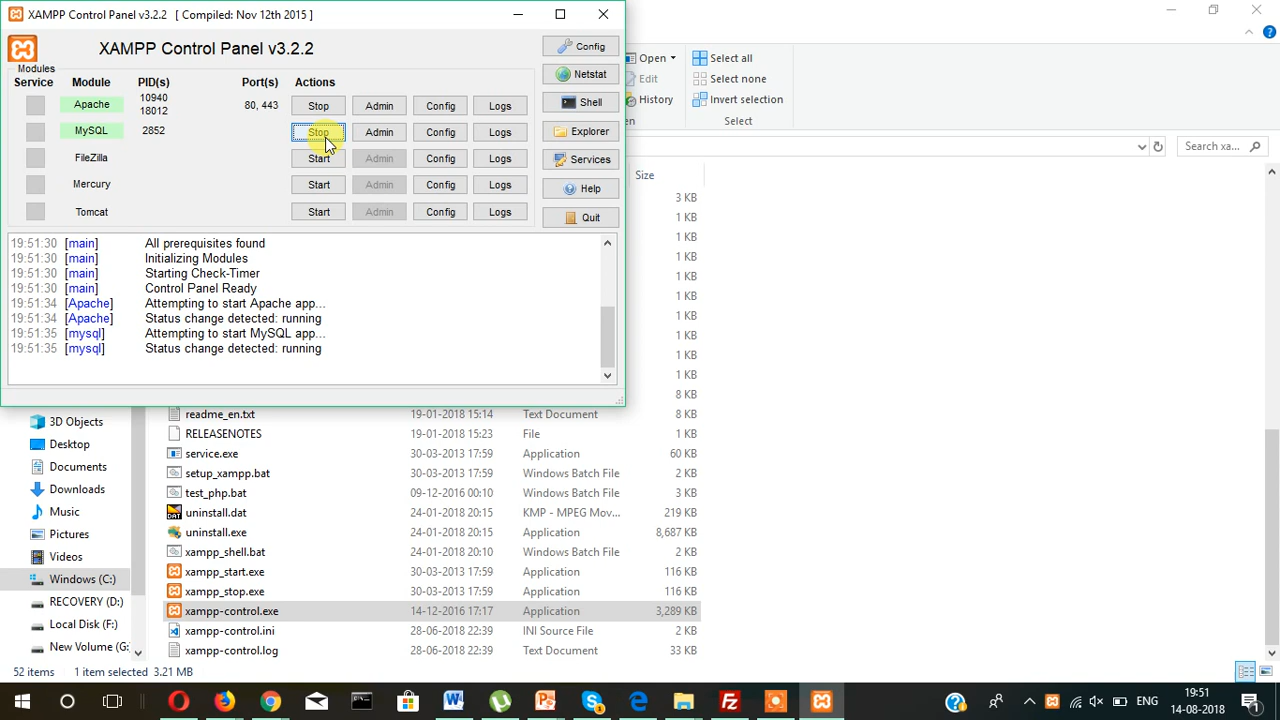 XAMPP Control Panel v3.2.2 [ Compiled: Nov 12th 2015 ]
XAMPP Control Panel v3.2.2
Modules
Service Module PID(s) Port(s) Actions
Apache 10940 18012 80, 443 Stop Admin Config Logs
MySQL 2852 Stop Admin Config Logs
FileZilla Start Admin Config Logs
Mercury Start Admin Config Logs
Tomcat Start Admin Config Logs
Config
Netstat
Shell
Explorer
Services
Help
Quit
19:51:30 [main] All prerequisites found
19:51:30 [main] Initializing Modules
19:51:30 [main] Starting Check-Timer
19:51:30 [main] Control Panel Ready
19:51:34 [Apache] Attempting to start Apache app...
19:51:34 [Apache] Status change detected: running
19:51:35 [mysql] Attempting to start MySQL app...
19:51:35 [mysql] Status change detected: running
Open
Edit
History
Select all
Select none
Invert selection
Select
Search xa...
Size
3 KB
1 KB
1 KB
1 KB
1 KB
1 KB
1 KB
1 KB
1 KB
1 KB
8 KB
readme_en.txt 19-01-2018 15:14 Text Document 8 KB
RELEASENOTES 19-01-2018 15:23 File 1 KB
service.exe 30-03-2013 17:59 Application 60 KB
setup_xampp.bat 30-03-2013 17:59 Windows Batch File 2 KB
test_php.bat 09-12-2016 00:10 Windows Batch File 3 KB
uninstall.dat 24-01-2018 20:15 KMP - MPEG Mov... 219 KB
uninstall.exe 24-01-2018 20:15 Application 8,687 KB
xampp_shell.bat 24-01-2018 20:10 Windows Batch File 2 KB
xampp_start.exe 30-03-2013 17:59 Application 116 KB
xampp_stop.exe 30-03-2013 17:59 Application 116 KB
xampp-control.exe 14-12-2016 17:17 Application 3,289 KB
xampp-control.ini 28-06-2018 22:39 INI Source File 2 KB
xampp-control.log 28-06-2018 22:39 Text Document 33 KB
3D Objects
Desktop
Documents
Downloads
Music
Pictures
Videos
Windows (C:)
RECOVERY (D:)
Local Disk (F:)
New Volume (G:
52 items 1 item selected 3.21 MB
ENG
19:51
14-08-2018